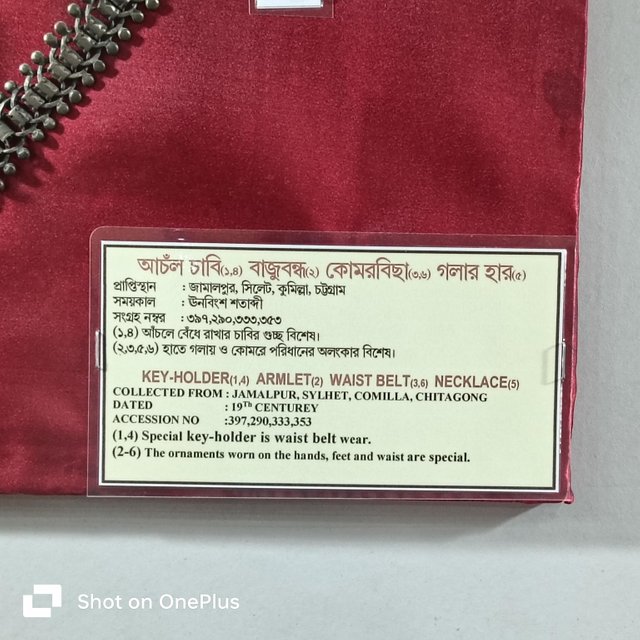 আচঁল চাবি(১,৪) বাজুবন্ধ(২) কোমরবিছা(৩,৬) গলার হার(৫)
প্রাপ্তিস্থান : জামালপুর, সিলেট, কুমিল্লা, চট্টগ্রাম
সময়কাল : ঊনবিংশ শতাব্দী
সংগ্রহ নম্বর : ৩৯৭,২৯০,৩৩৩,৩৫৩
(১,৪) আঁচলে বেঁধে রাখার চাবির গুচ্ছ বিশেষ।
(২,৩,৫,৬) হাতে গলায় ও কোমরে পরিধানের অলংকার বিশেষ।
KEY-HOLDER(1,4) ARMLET(2) WAIST BELT(3,6) NECKLACE(5)
COLLECTED FROM : JAMALPUR, SYLHET, COMILLA, CHITAGONG
DATED : 19Th CENTUREY
ACCESSION NO :397,290,333,353
(1,4) Special key-holder is waist belt wear.
(2-6) The ornaments worn on the hands, feet and waist are special.
Shot on OnePlus